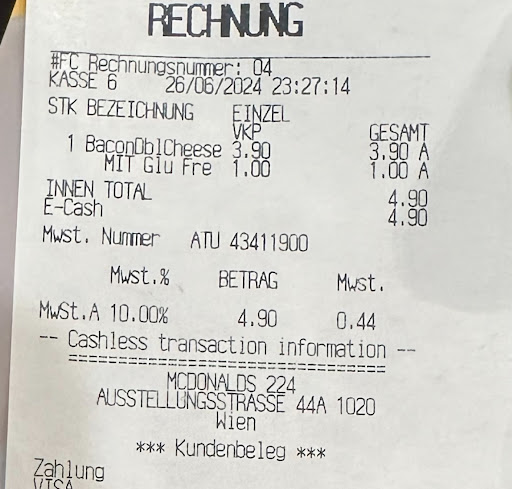 RECHNUNG
#FC Rechnungsnummer: 04
KASSE 6 26/06/2024 23:27:14
STK BEZEICHNUNG EINZEL
VKP GESAMT
1 BaconDblCheese 3.90 3.90 A
MIT Glu Fre 1.00 1.00 A
INNEN TOTAL 4.90
E-Cash 4.90
Mwst. Nummer ATU 43411900
Mwst.% BETRAG Mwst.
MwSt.A 10.00% 4.90 0.44
-- Cashless transaction information --
===================================
MCDONALDS 224
AUSSTELLUNGSSTRASSE 44A 1020
Wien
*** Kundenbeleg ***
Zahlung
VISA